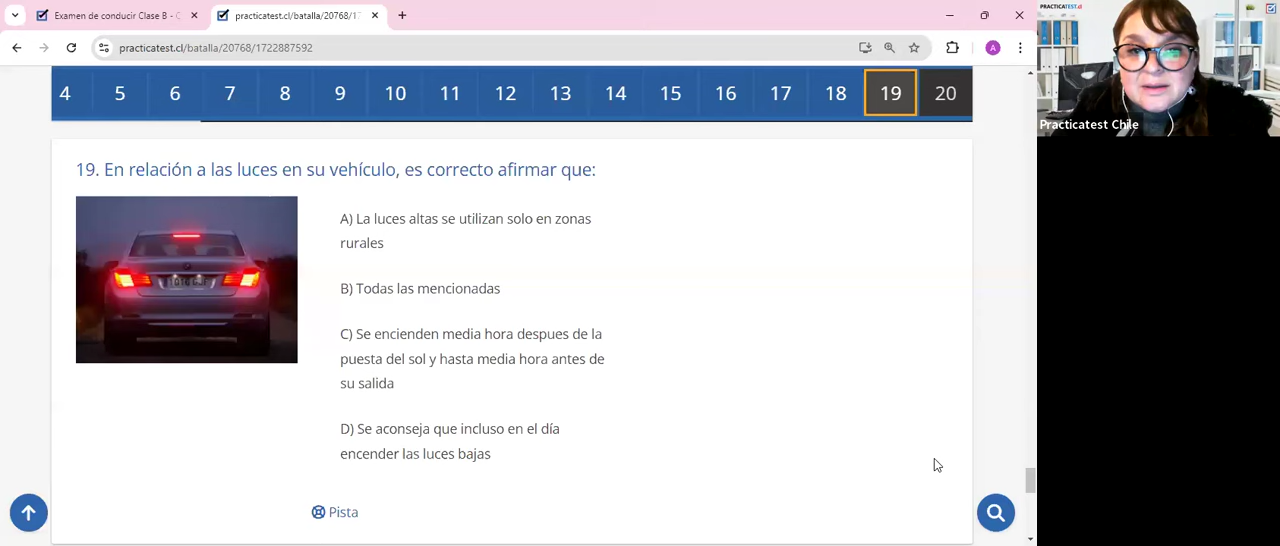 Examen de conducir Clase B - C
practicatest.cl/batalla/20768/17
practicatest.cl/batalla/20768/1722887592
A
PRACTICATEST.cl
Practicatest Chile
4 5 6 7 8 9 10 11 12 13 14 15 16 17 18 19 20
19. En relación a las luces en su vehículo, es correcto afirmar que:
A) La luces altas se utilizan solo en zonas
rurales
B) Todas las mencionadas
C) Se encienden media hora despues de la
puesta del sol y hasta media hora antes de
su salida
D) Se aconseja que incluso en el día
encender las luces bajas
Pista